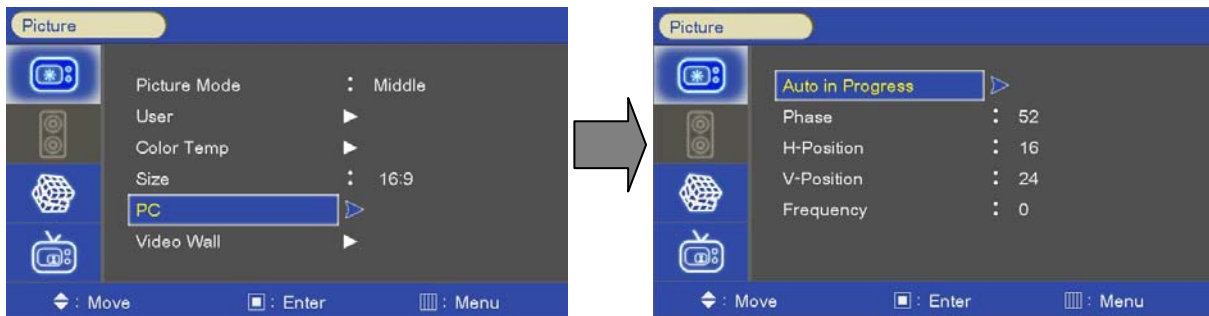 Picture
Picture Mode : Middle
User
Color Temp
Size : 16:9
PC
Video Wall
: Move : Enter : Menu
Picture
Auto in Progress
Phase : 52
H-Position : 16
V-Position : 24
Frequency : 0
: Move : Enter : Menu